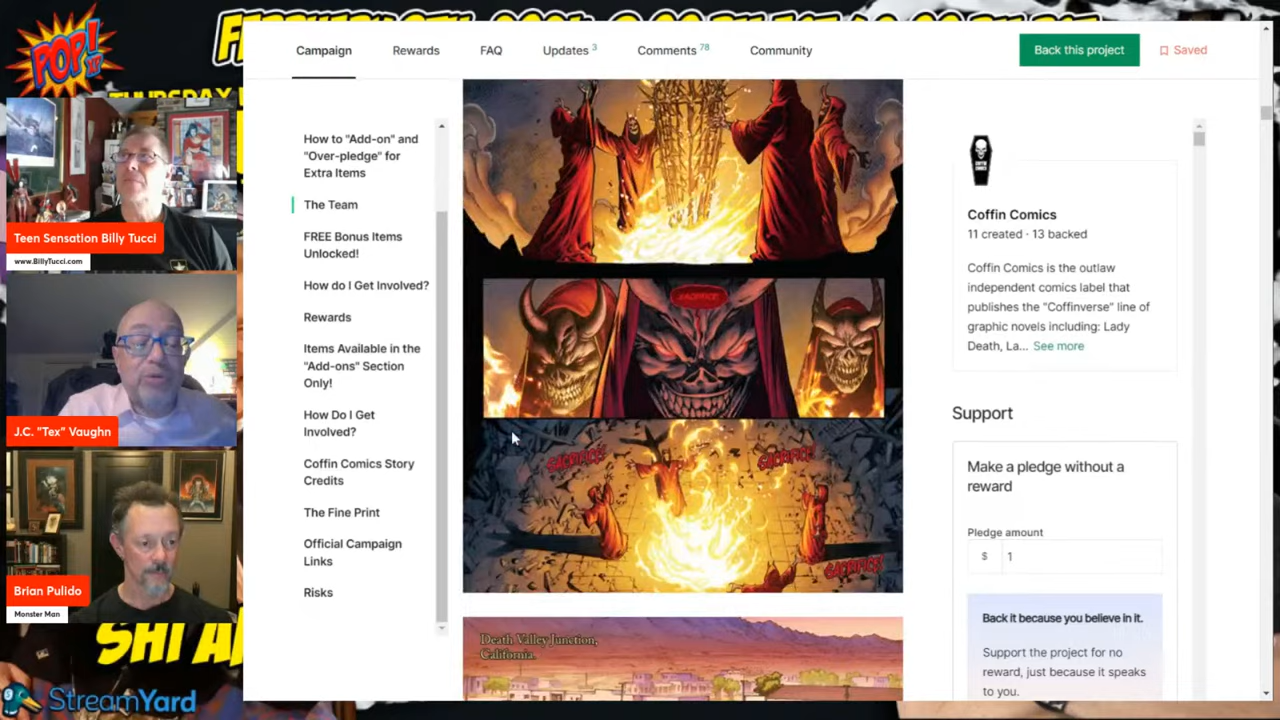 POP!
THURSDAY
Teen Sensation Billy Tucci
www.BillyTucci.com
J.C. "Tex" Vaughn
Brian Pulido
Monster Man
StreamYard
Campaign
Rewards
FAQ
Updates 3
Comments 78
Community
Back this project
Saved
How to "Add-on" and
"Over-pledge" for
Extra Items
The Team
FREE Bonus Items
Unlocked!
How do I Get Involved?
Rewards
Items Available in the
"Add-ons" Section
Only!
How Do I Get
Involved?
Coffin Comics Story
Credits
The Fine Print
Official Campaign
Links
Risks
SACRIFICE!
SACRIFICE!
SACRIFICE!
SACRIFICE!
Death Valley Junction,
California.
COFFIN
COMICS
Coffin Comics
11 created · 13 backed
Coffin Comics is the outlaw
independent comics label that
publishes the "Coffinverse" line of
graphic novels including: Lady
Death, La... See more
Support
Make a pledge without a
reward
Pledge amount
$ 1
Back it because you believe in it.
Support the project for no
reward, just because it speaks
to you.